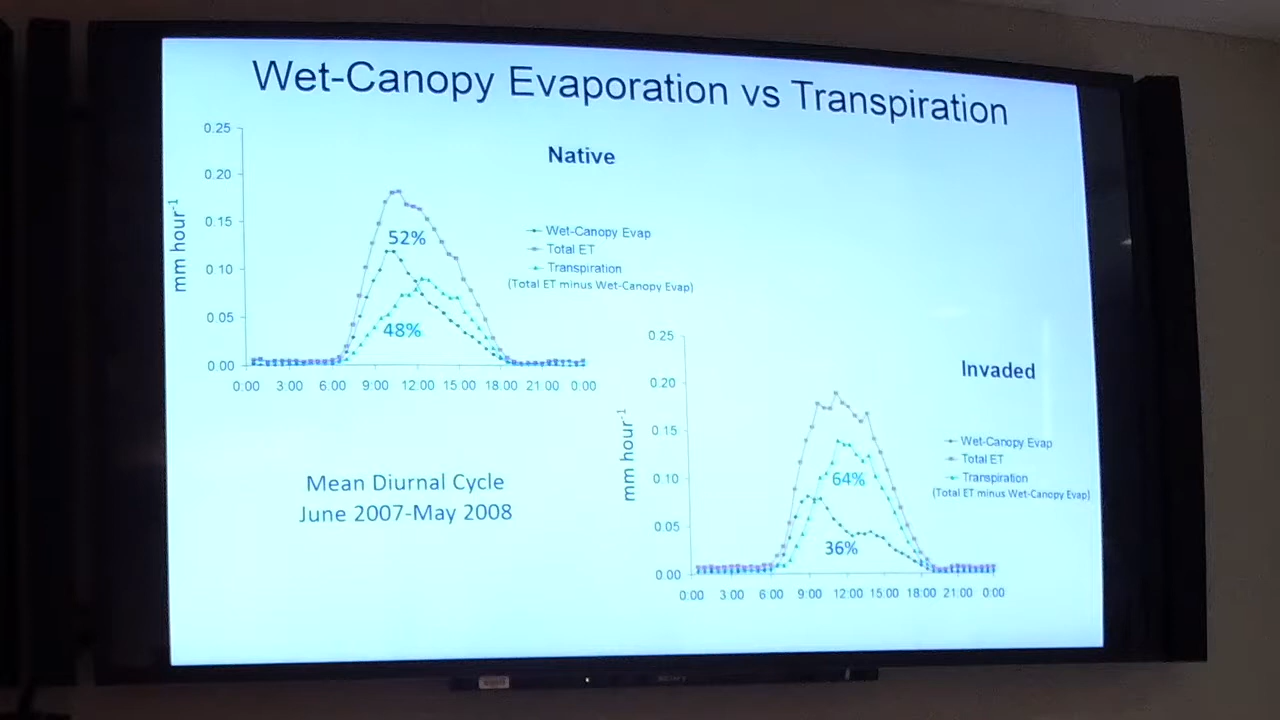 Wet-Canopy Evaporation vs Transpiration
Native
0.25
0.20
0.15
0.10
0.05
0.00
mm hour-1
52%
48%
Wet-Canopy Evap
Total ET
Transpiration
(Total ET minus Wet-Canopy Evap)
0:00 3:00 6:00 9:00 12:00 15:00 18:00 21:00 0:00
Mean Diurnal Cycle
June 2007-May 2008
Invaded
0.25
0.20
0.15
0.10
0.05
0.00
mm hour-1
64%
36%
Wet-Canopy Evap
Total ET
Transpiration
(Total ET minus Wet-Canopy Evap)
0:00 3:00 6:00 9:00 12:00 15:00 18:00 21:00 0:00